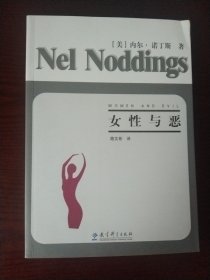 [美] 内尔·诺丁斯 著
Nel Noddings
WOMEN AND EVIL
女性与恶
路文彬 译
教育科学出版社